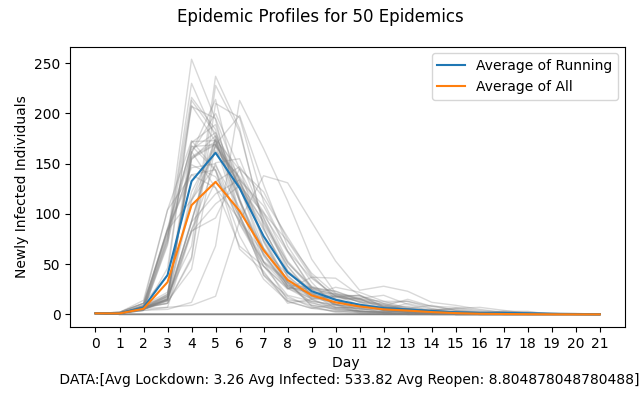 Epidemic Profiles for 50 Epidemics
Average of Running
Average of All
Newly Infected Individuals
250
200
150
100
50
0
0 1 2 3 4 5 6 7 8 9 10 11 12 13 14 15 16 17 18 19 20 21
Day
DATA:[Avg Lockdown: 3.26 Avg Infected: 533.82 Avg Reopen: 8.804878048780488]